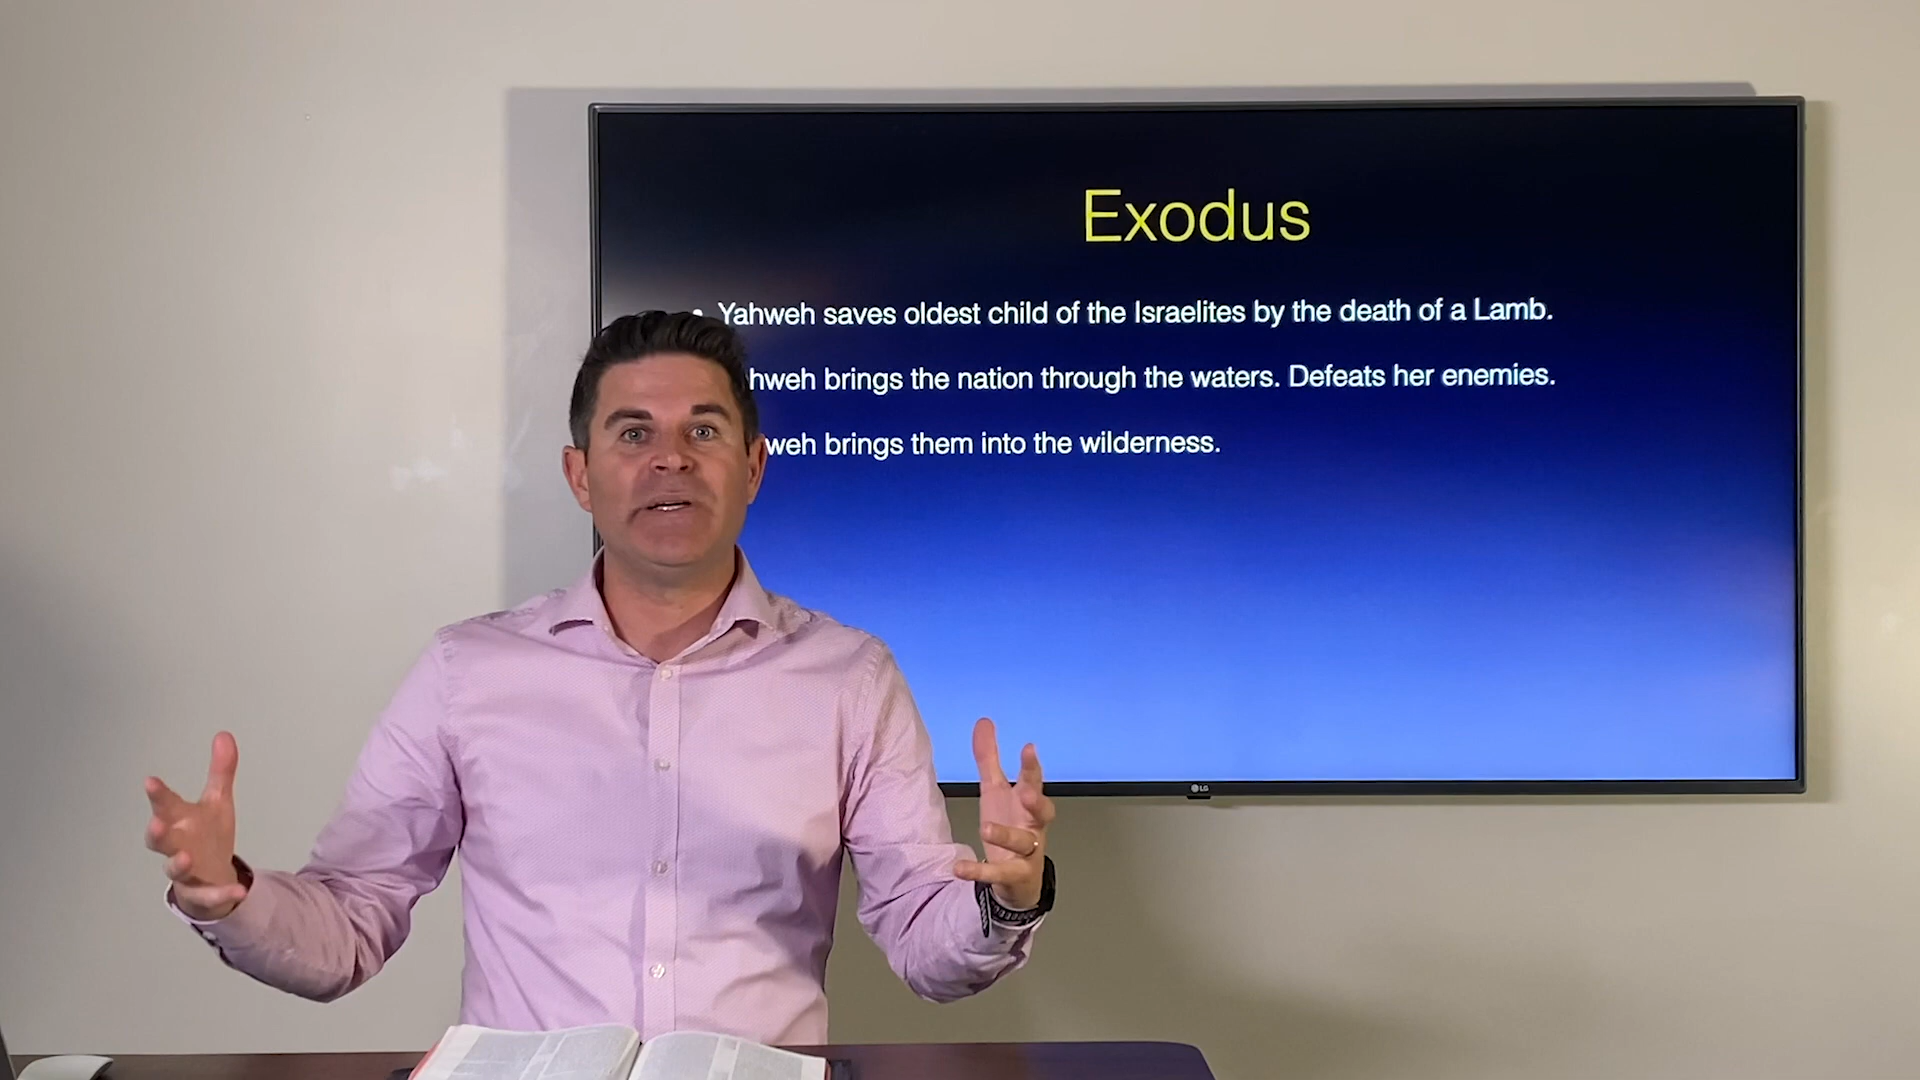 Exodus
• Yahweh saves oldest child of the Israelites by the death of a Lamb.
hweh brings the nation through the waters. Defeats her enemies.
weh brings them into the wilderness.
LG